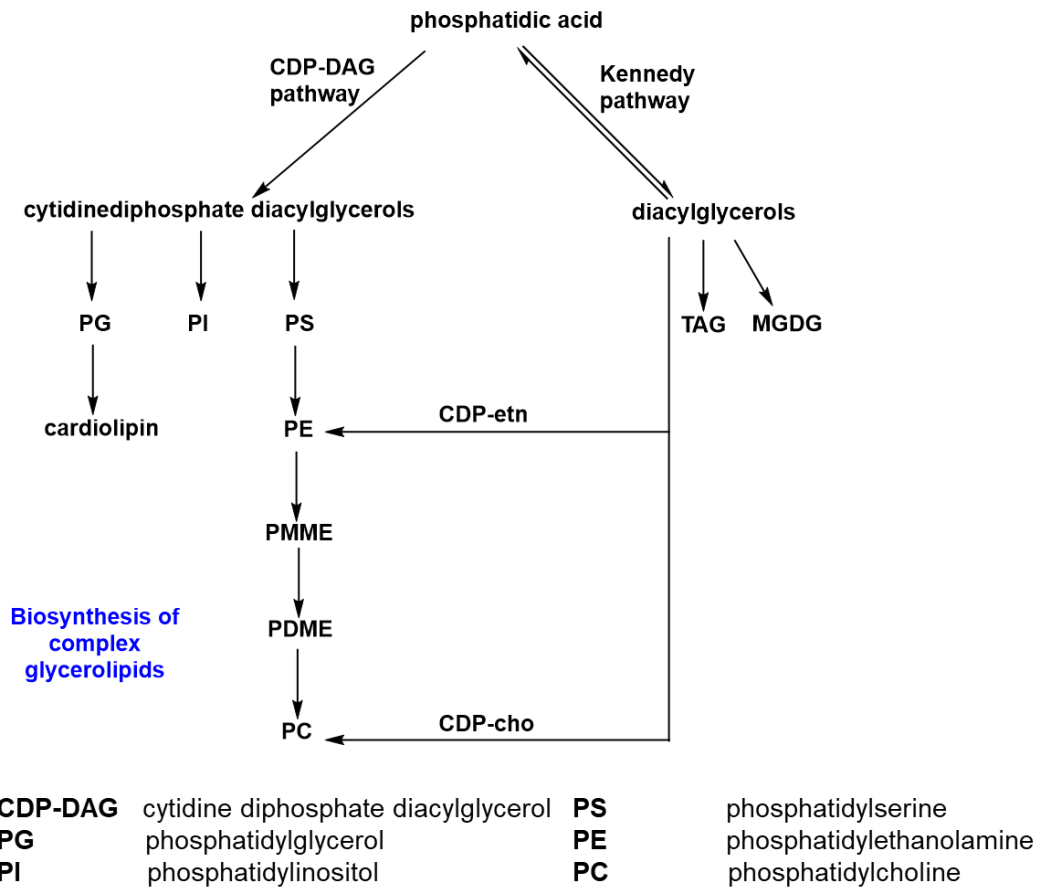 phosphatidic acid
CDP-DAG
pathway
Kennedy
pathway
cytidinediphosphate diacylglycerols
diacylglycerols
PG PI PS
TAG MGDG
cardiolipin
PE
CDP-etn
PMME
Biosynthesis of
complex
glycerolipids
PDME
PC
CDP-cho
CDP-DAG cytidine diphosphate diacylglycerol PS phosphatidylserine
PG phosphatidylglycerol PE phosphatidylethanolamine
PI phosphatidylinositol PC phosphatidylcholine